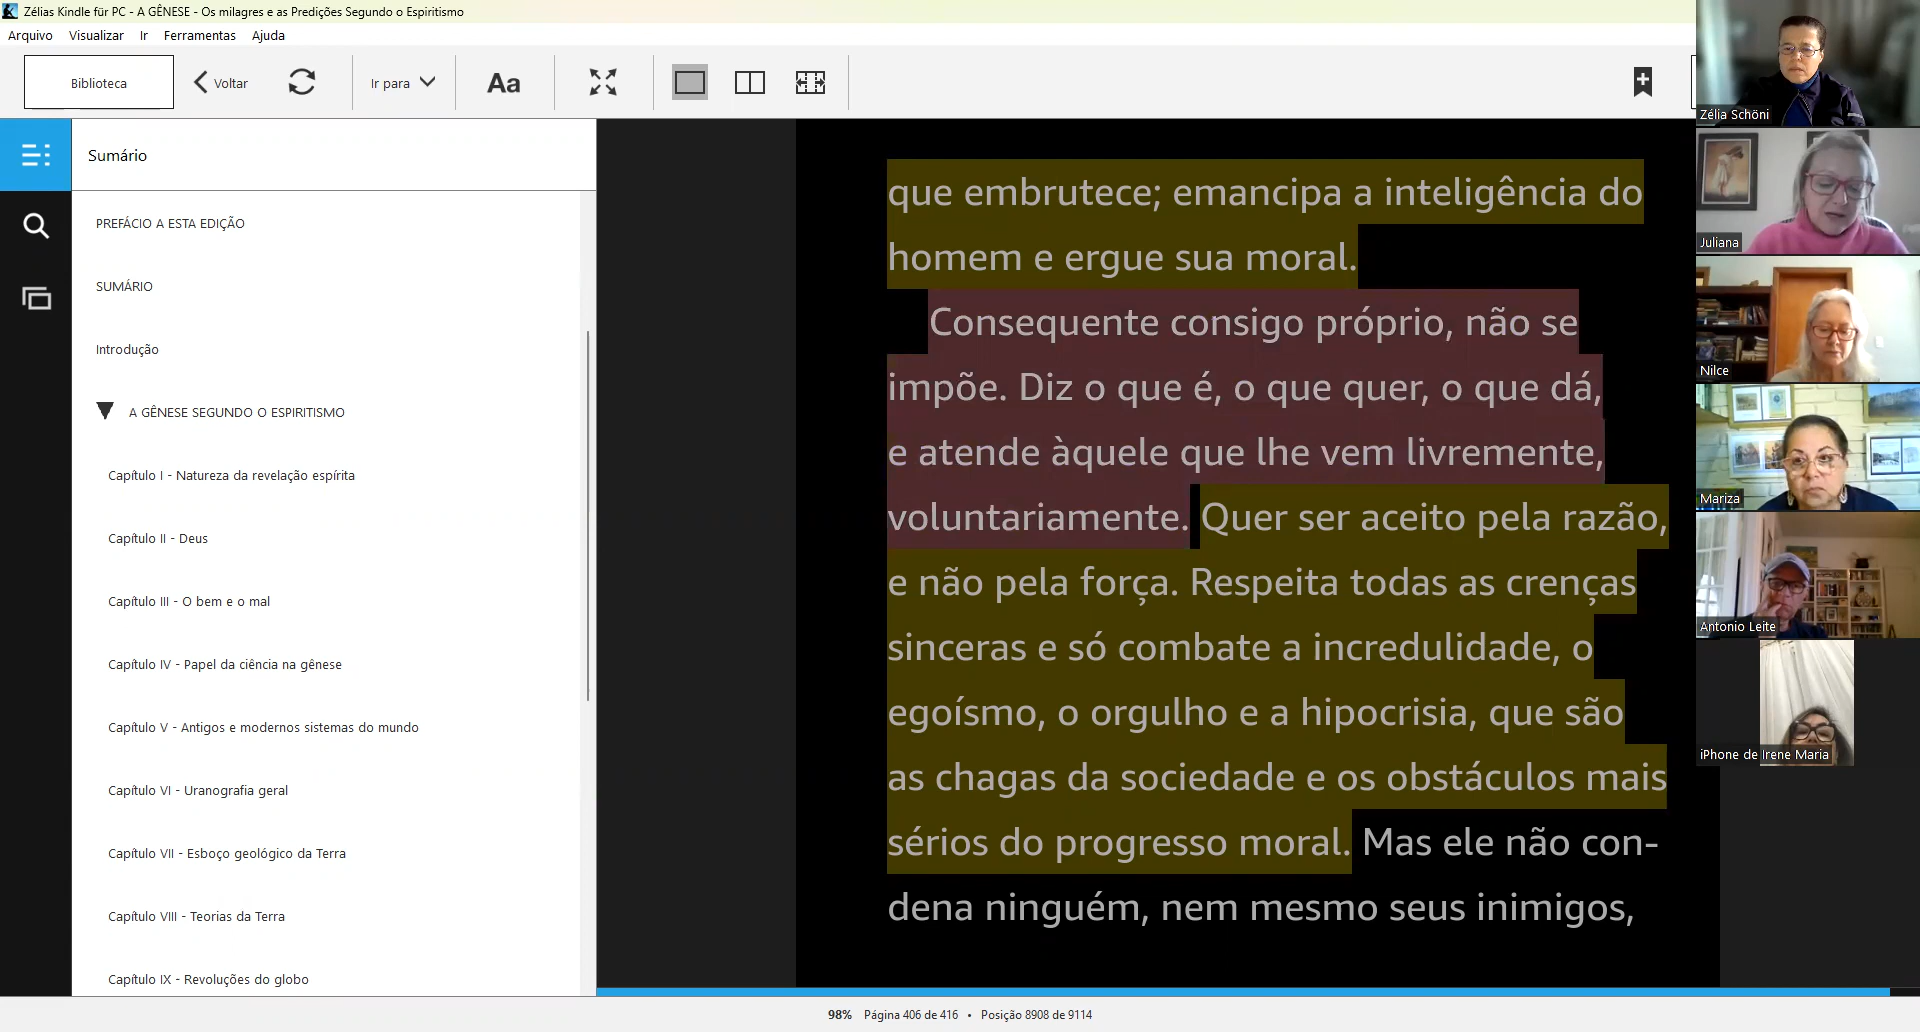 Zélias Kindle für PC - A GÊNESE - Os milagres e as Predições Segundo o Espiritismo
Arquivo Visualizar Ir Ferramentas Ajuda
Biblioteca Voltar Ir para Aa
Sumário
PREFÁCIO A ESTA EDIÇÃO
SUMÁRIO
Introdução
A GÊNESE SEGUNDO O ESPIRITISMO
Capítulo I - Natureza da revelação espírita
Capítulo II - Deus
Capítulo III - O bem e o mal
Capítulo IV - Papel da ciência na gênese
Capítulo V - Antigos e modernos sistemas do mundo
Capítulo VI - Uranografia geral
Capítulo VII - Esboço geológico da Terra
Capítulo VIII - Teorias da Terra
Capítulo IX - Revoluções do globo
que embrutece; emancipa a inteligência do
homem e ergue sua moral.
Consequente consigo próprio, não se
impõe. Diz o que é, o que quer, o que dá,
e atende àquele que lhe vem livremente,
voluntariamente. Quer ser aceito pela razão,
e não pela força. Respeita todas as crenças
sinceras e só combate a incredulidade, o
egoísmo, o orgulho e a hipocrisia, que são
as chagas da sociedade e os obstáculos mais
sérios do progresso moral. Mas ele não con-
dena ninguém, nem mesmo seus inimigos,
98% Página 406 de 416 • Posição 8908 de 9114
Zélia Schöni
Juliana
Nilce
Mariza
Antonio Leite
iPhone de Irene Maria